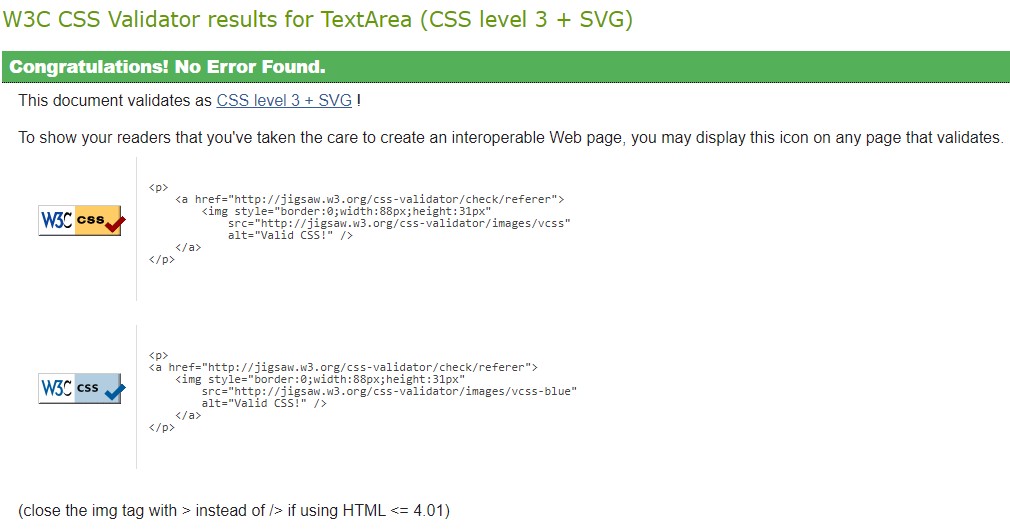 W3C CSS Validator results for TextArea (CSS level 3 + SVG)
Congratulations! No Error Found.
This document validates as CSS level 3 + SVG !
To show your readers that you've taken the care to create an interoperable Web page, you may display this icon on any page that validates.
W3C css
<p>
<a href="http://jigsaw.w3.org/css-validator/check/referer">
<img style="border:0;width:88px;height:31px"
src="http://jigsaw.w3.org/css-validator/images/vcss"
alt="Valid CSS!" />
</a>
</p>
W3C css
<p>
<a href="http://jigsaw.w3.org/css-validator/check/referer">
<img style="border:0;width:88px;height:31px"
src="http://jigsaw.w3.org/css-validator/images/vcss-blue"
alt="Valid CSS!" />
</a>
</p>
(close the img tag with > instead of /> if using HTML <= 4.01)